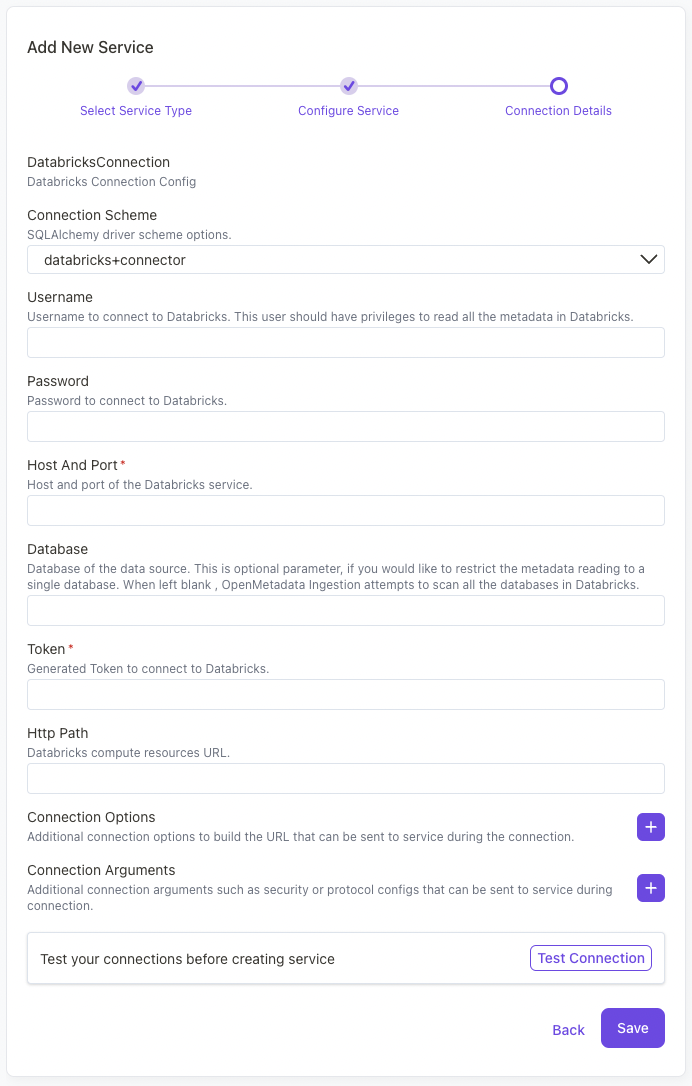 Add New Service
Select Service Type
Configure Service
Connection Details
DatabricksConnection
Databricks Connection Config
Connection Scheme
SQLAlchemy driver scheme options.
databricks+connector
Username
Username to connect to Databricks. This user should have privileges to read all the metadata in Databricks.
Password
Password to connect to Databricks.
Host And Port*
Host and port of the Databricks service.
Database
Database of the data source. This is optional parameter, if you would like to restrict the metadata reading to a
single database. When left blank , OpenMetadata Ingestion attempts to scan all the databases in Databricks.
Token*
Generated Token to connect to Databricks.
Http Path
Databricks compute resources URL.
Connection Options
Additional connection options to build the URL that can be sent to service during the connection.
Connection Arguments
Additional connection arguments such as security or protocol configs that can be sent to service during
connection.
Test your connections before creating service
Test Connection
Back
Save